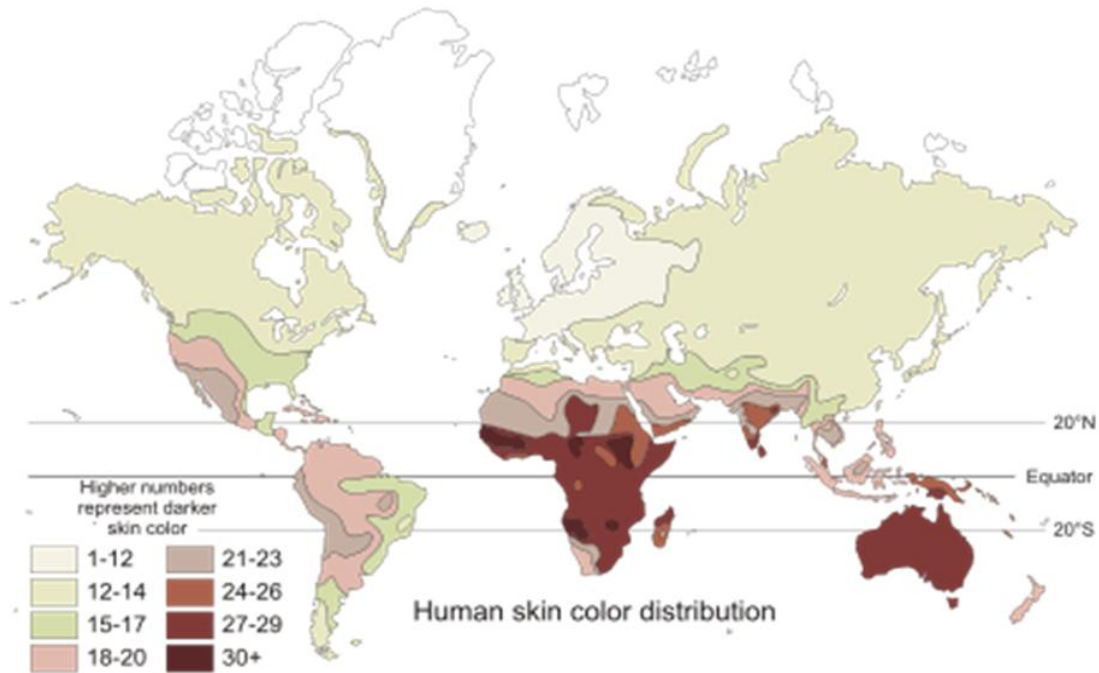 20°N
Equator
Higher numbers
represent darker
skin color
20°S
1-12
21-23
12-14
24-26
15-17
27-29
18-20
30+
Human skin color distribution